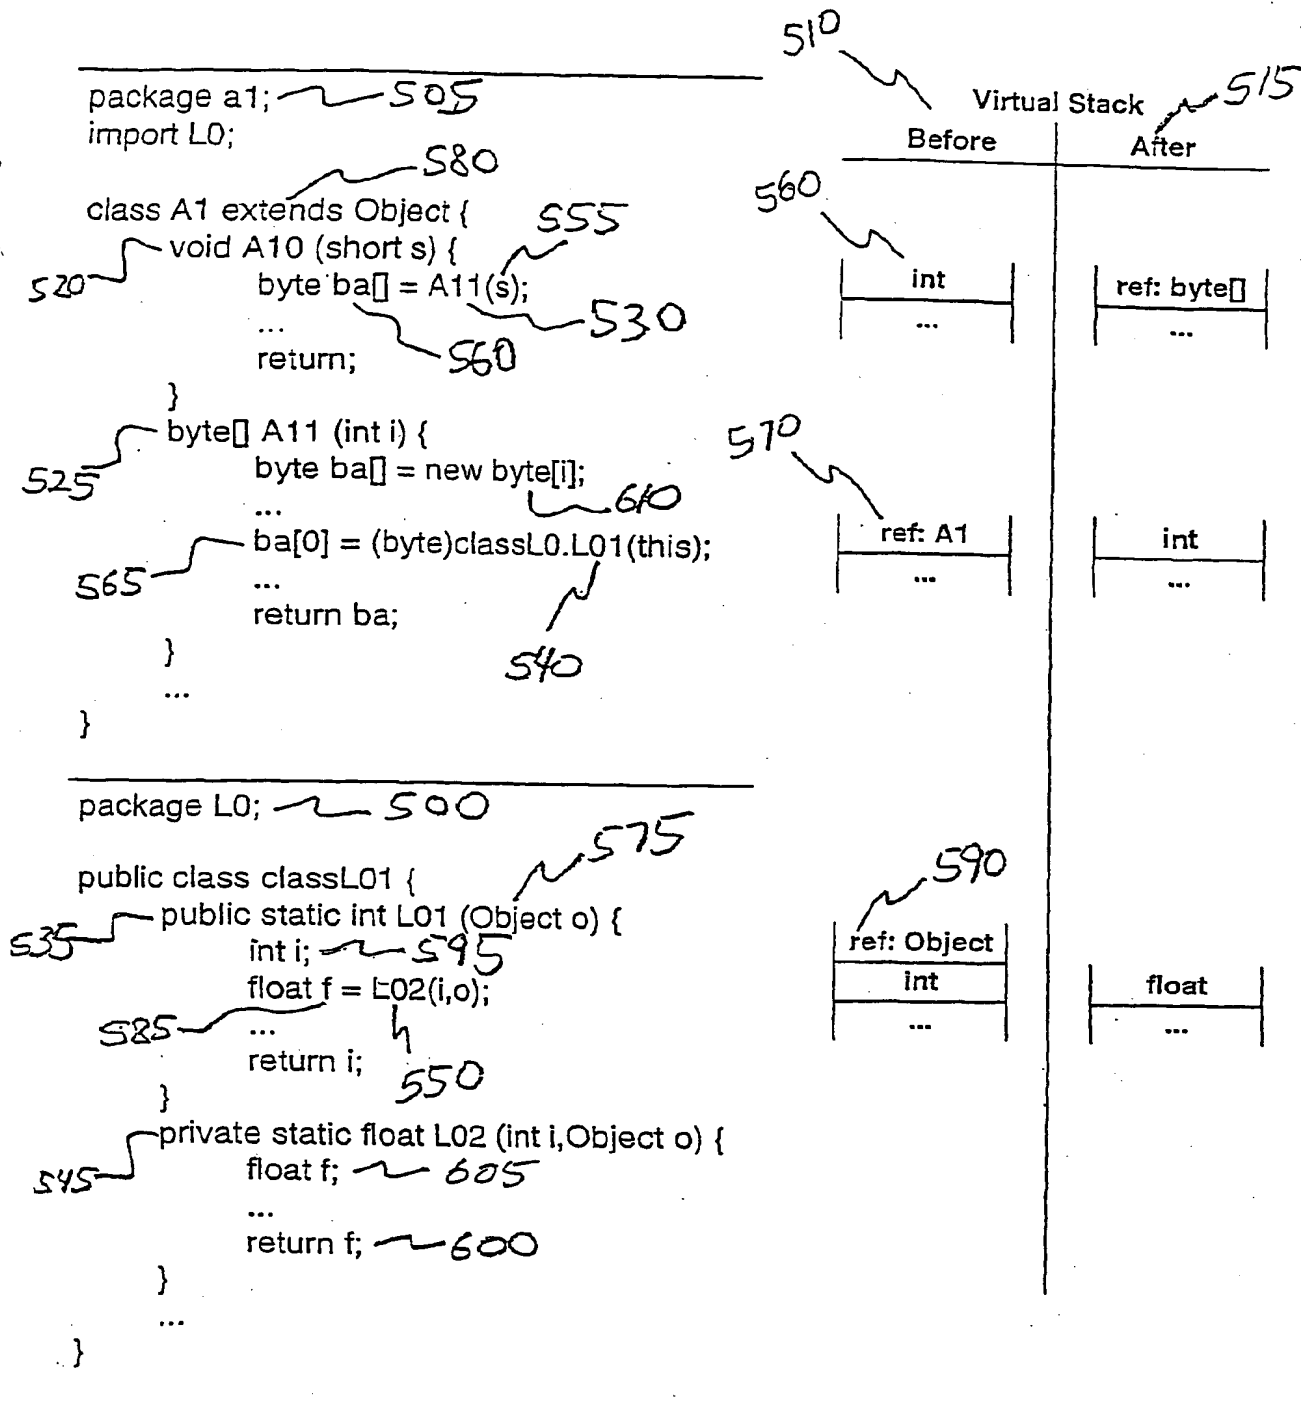 510
package a1; 505
Virtual Stack 515
import L0;
Before After
580
560
class A1 extends Object {
555
520 void A10 (short s) {
byte ba[] = A11(s);
530
int ref: byte[]
... ...
...
return; 560
}
525 byte[] A11 (int i) {
570
byte ba[] = new byte[i];
610
...
565 ba[0] = (byte)classL0.L01(this);
ref: A1 int
... ...
...
return ba;
540
}
...
}
package L0; 500
575
590
public class classL01 {
535 public static int L01 (Object o) {
int i; 595
ref: Object
585 float f = L02(i,o);
int float
... ...
...
return i; 550
}
545 private static float L02 (int i,Object o) {
float f; 605
...
return f; 600
}
...
}